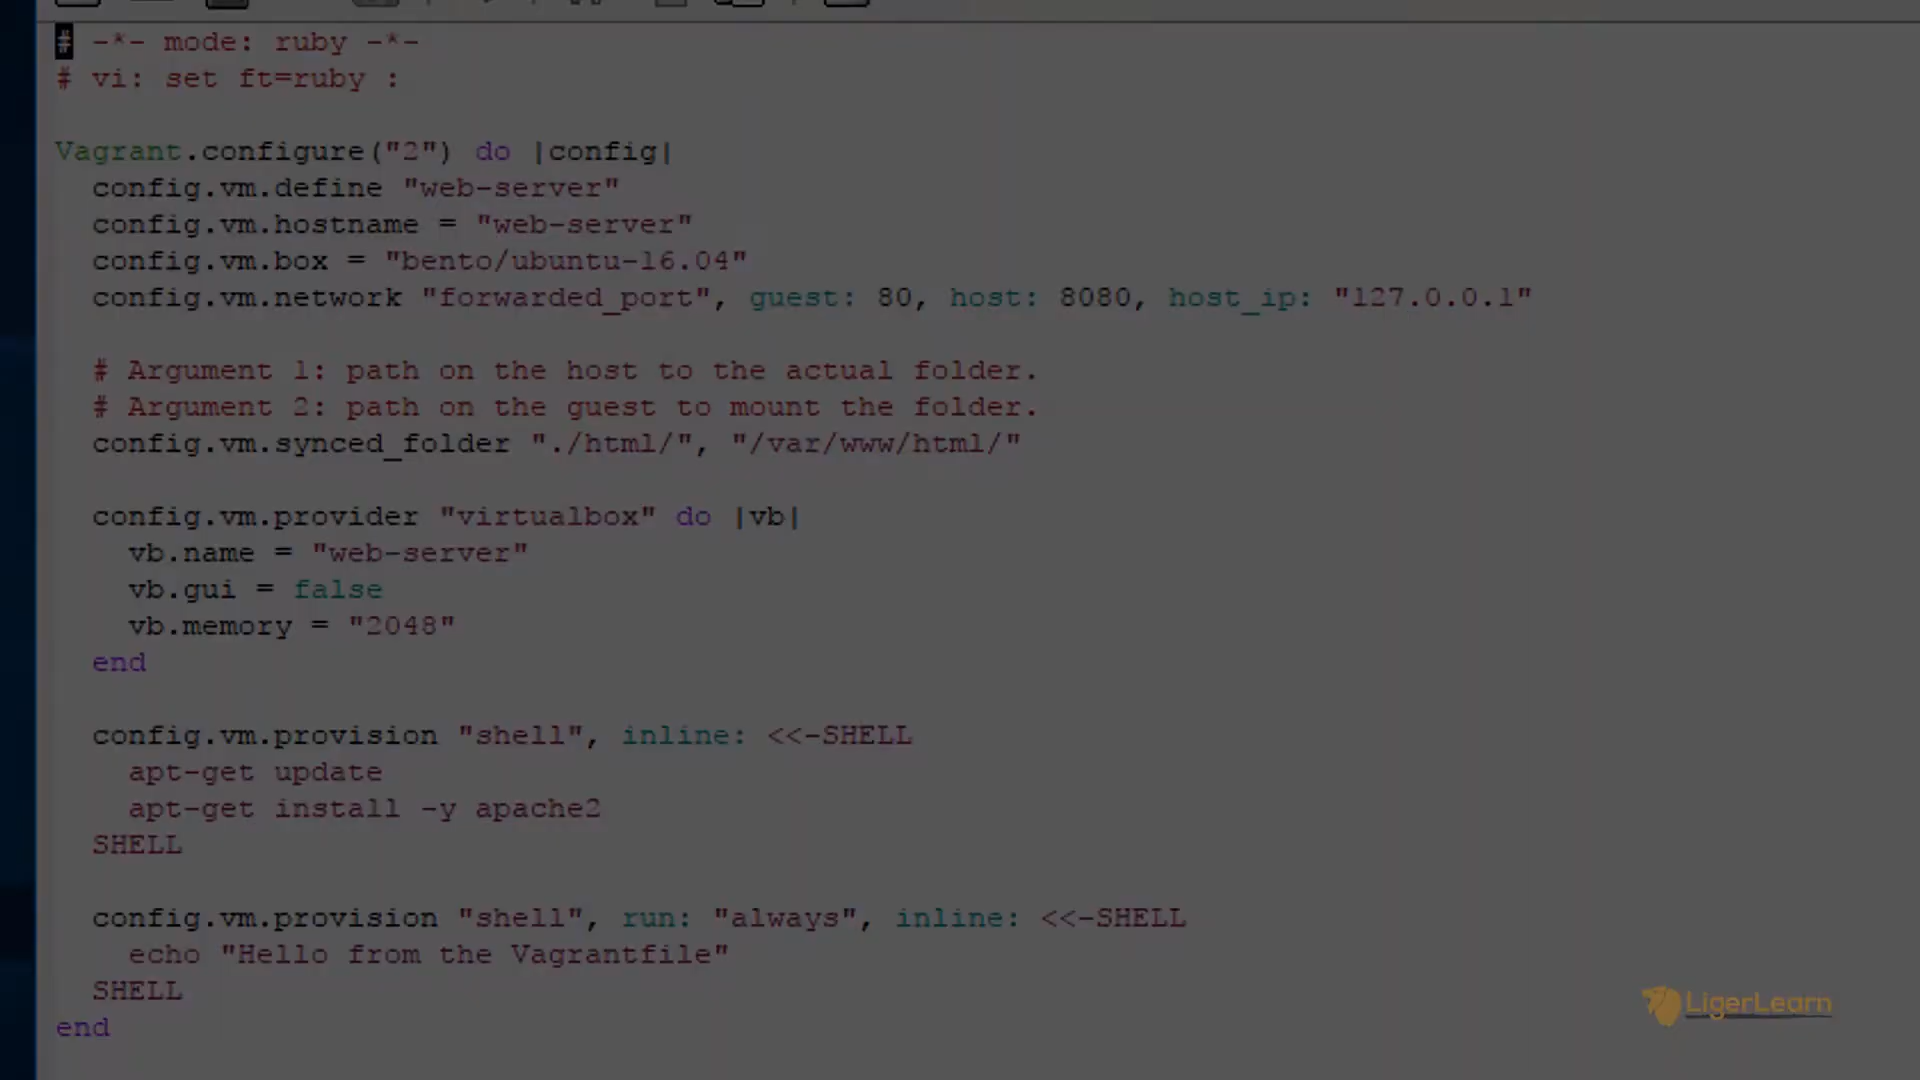 # -*- mode: ruby -*-
# vi: set ft=ruby :
Vagrant.configure("2") do |config|
config.vm.define "web-server"
config.vm.hostname = "web-server"
config.vm.box = "bento/ubuntu-16.04"
config.vm.network "forwarded_port", guest: 80, host: 8080, host_ip: "127.0.0.1"
# Argument 1: path on the host to the actual folder.
# Argument 2: path on the guest to mount the folder.
config.vm.synced_folder "./html/", "/var/www/html/"
config.vm.provider "virtualbox" do |vb|
vb.name = "web-server"
vb.gui = false
vb.memory = "2048"
end
config.vm.provision "shell", inline: <<-SHELL
apt-get update
apt-get install -y apache2
SHELL
config.vm.provision "shell", run: "always", inline: <<-SHELL
echo "Hello from the Vagrantfile"
SHELL
end
LigerLearn